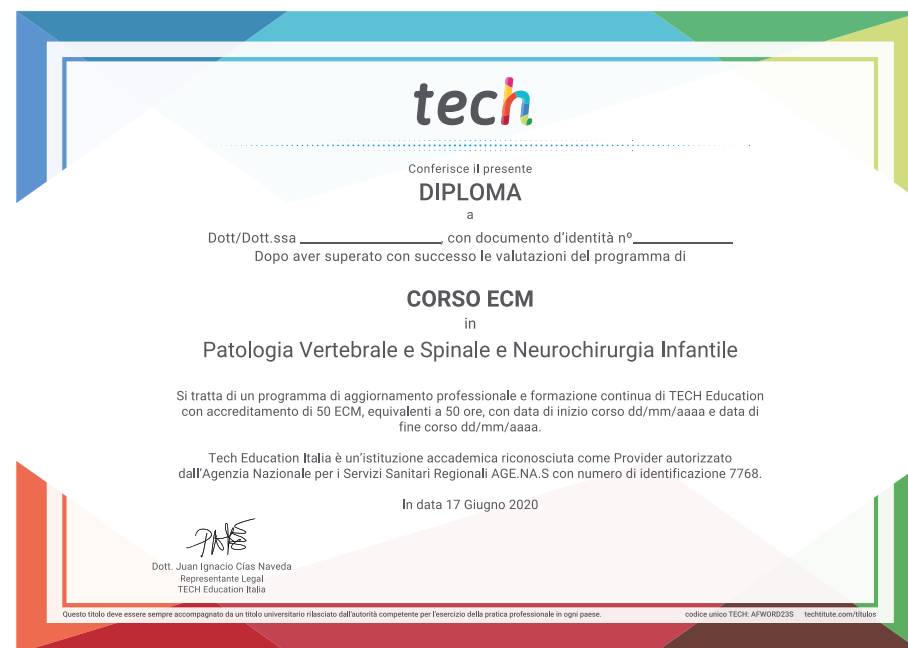 tech
Conferisce il presente
DIPLOMA
a
Dott/Dott.ssa ____________________, con documento d'identità nº______________
Dopo aver superato con successo le valutazioni del programma di
CORSO ECM
in
Patologia Vertebrale e Spinale e Neurochirurgia Infantile
Si tratta di un programma di aggiornamento professionale e formazione continua di TECH Education
con accreditamento di 50 ECM, equivalenti a 50 ore, con data di inizio corso dd/mm/aaaa e data di
fine corso dd/mm/aaaa.
Tech Education Italia è un'istituzione accademica riconosciuta come Provider autorizzato
dall'Agenzia Nazionale per i Servizi Sanitari Regionali AGE.NA.S con numero di identificazione 7768.
In data 17 Giugno 2020
Dott. Juan Ignacio Cías Naveda
Representante Legal
TECH Education Italia
Questo titolo deve essere sempre accompagnato da un titolo universitario rilasciato dall'autorità competente per l'esercizio della pratica professionale in ogni paese. codice unico TECH: AFWORD23S techtitute.com/titulos